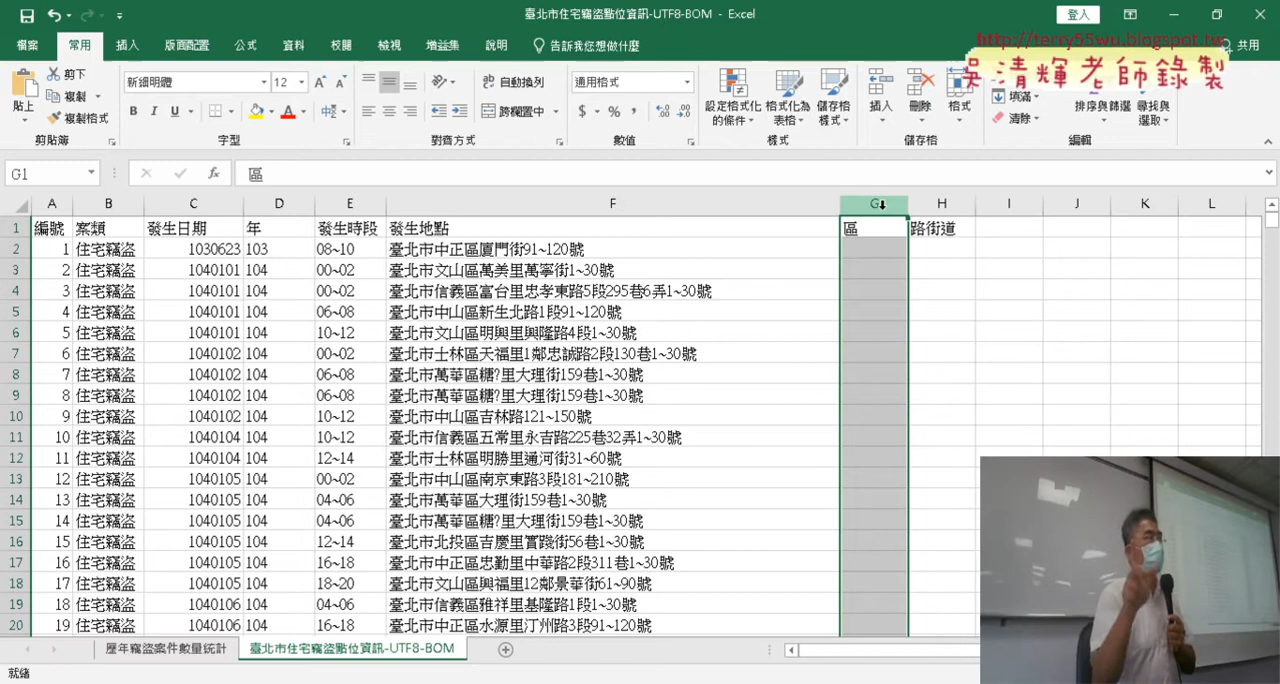 臺北市住宅竊盜點位資訊-UTF8-BOM - Excel
登入
http://terry55wu.blogspot.tw
吳清輝老師錄製
檔案 常用 插入 版面配置 公式 資料 校閱 檢視 增益集 說明 告訴我您想做什麼 共用
貼上 剪下 複製 複製格式 剪貼簿
新細明體 12 B I U A 字型
自動換列 跨欄置中 對齊方式
通用格式 $ % , 數值
設定格式化的條件 格式化為表格 儲存格樣式 樣式
插入 刪除 格式 儲存格
填滿 清除 排序與篩選 尋找與選取 編輯
G1 fx 區
A B C D E F G H I J K L
1 編號 案類 發生日期 年 發生時段 發生地點 區 路街道
2 1 住宅竊盜 1030623 103 08~10 臺北市中正區廈門街91~120號
3 2 住宅竊盜 1040101 104 00~02 臺北市文山區萬美里萬寧街1~30號
4 3 住宅竊盜 1040101 104 00~02 臺北市信義區富台里忠孝東路5段295巷6弄1~30號
5 4 住宅竊盜 1040101 104 06~08 臺北市中山區新生北路1段91~120號
6 5 住宅竊盜 1040101 104 10~12 臺北市文山區明興里興隆路4段1~30號
7 6 住宅竊盜 1040102 104 00~02 臺北市士林區天福里1鄰忠誠路2段130巷1~30號
8 7 住宅竊盜 1040102 104 06~08 臺北市萬華區糖?里大理街159巷1~30號
9 8 住宅竊盜 1040102 104 06~08 臺北市萬華區糖?里大理街159巷1~30號
10 9 住宅竊盜 1040102 104 10~12 臺北市中山區吉林路121~150號
11 10 住宅竊盜 1040104 104 10~12 臺北市信義區五常里永吉路225巷32弄1~30號
12 11 住宅竊盜 1040104 104 12~14 臺北市士林區明勝里通河街31~60號
13 12 住宅竊盜 1040105 104 00~02 臺北市中山區南京東路3段181~210號
14 13 住宅竊盜 1040105 104 04~06 臺北市萬華區大理街159巷1~30號
15 14 住宅竊盜 1040105 104 04~06 臺北市萬華區糖?里大理街159巷1~30號
16 15 住宅竊盜 1040105 104 12~14 臺北市北投區吉慶里實踐街56巷1~30號
17 16 住宅竊盜 1040105 104 16~18 臺北市中正區忠勤里中華路2段311巷1~30號
18 17 住宅竊盜 1040105 104 18~20 臺北市文山區興福里12鄰景華街61~90號
19 18 住宅竊盜 1040106 104 04~06 臺北市信義區雅祥里基隆路1段1~30號
20 19 住宅竊盜 1040106 104 16~18 臺北市中正區水源里汀州路3段91~120號
歷年竊盜案件數量統計 臺北市住宅竊盜點位資訊-UTF8-BOM
就緒